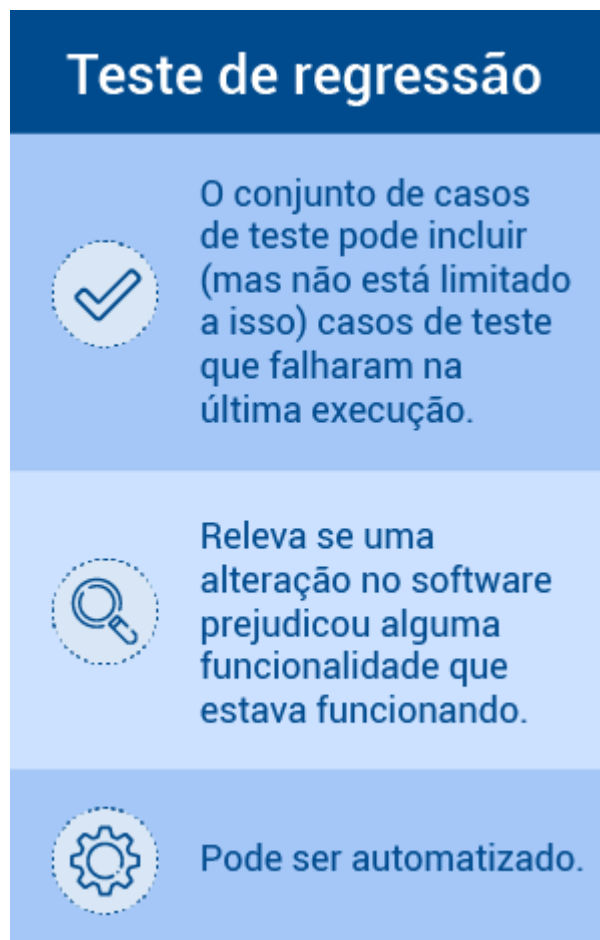 Teste de regressão
O conjunto de casos
de teste pode incluir
(mas não está limitado
a isso) casos de teste
que falharam na
última execução.
Releva se uma
alteração no software
prejudicou alguma
funcionalidade que
estava funcionando.
Pode ser automatizado.